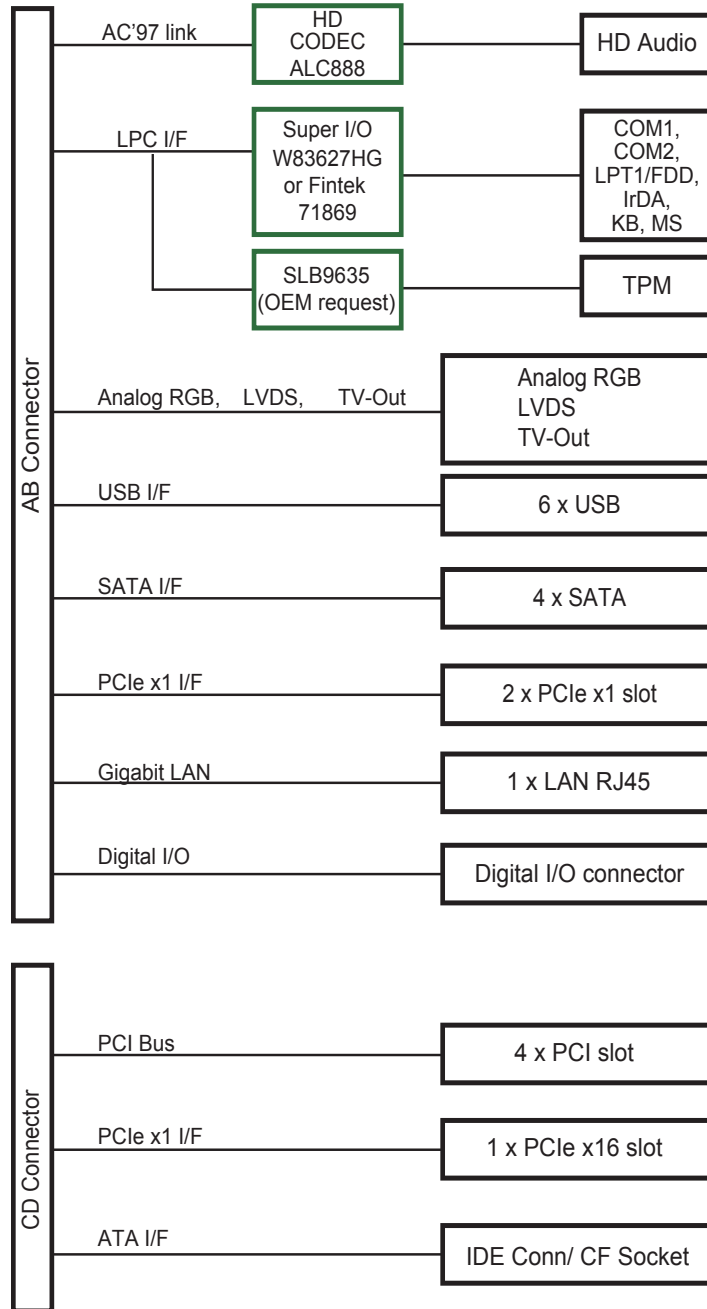 AC'97 link
HD
CODEC
ALC888
HD Audio
LPC I/F
Super I/O
W83627HG
or Fintek
71869
COM1,
COM2,
LPT1/FDD,
IrDA,
KB, MS
SLB9635
(OEM request)
TPM
AB Connector
Analog RGB, LVDS, TV-Out
Analog RGB
LVDS
TV-Out
USB I/F
6 x USB
SATA I/F
4 x SATA
PCIe x1 I/F
2 x PCIe x1 slot
Gigabit LAN
1 x LAN RJ45
Digital I/O
Digital I/O connector
CD Connector
PCI Bus
4 x PCI slot
PCIe x1 I/F
1 x PCIe x16 slot
ATA I/F
IDE Conn/ CF Socket